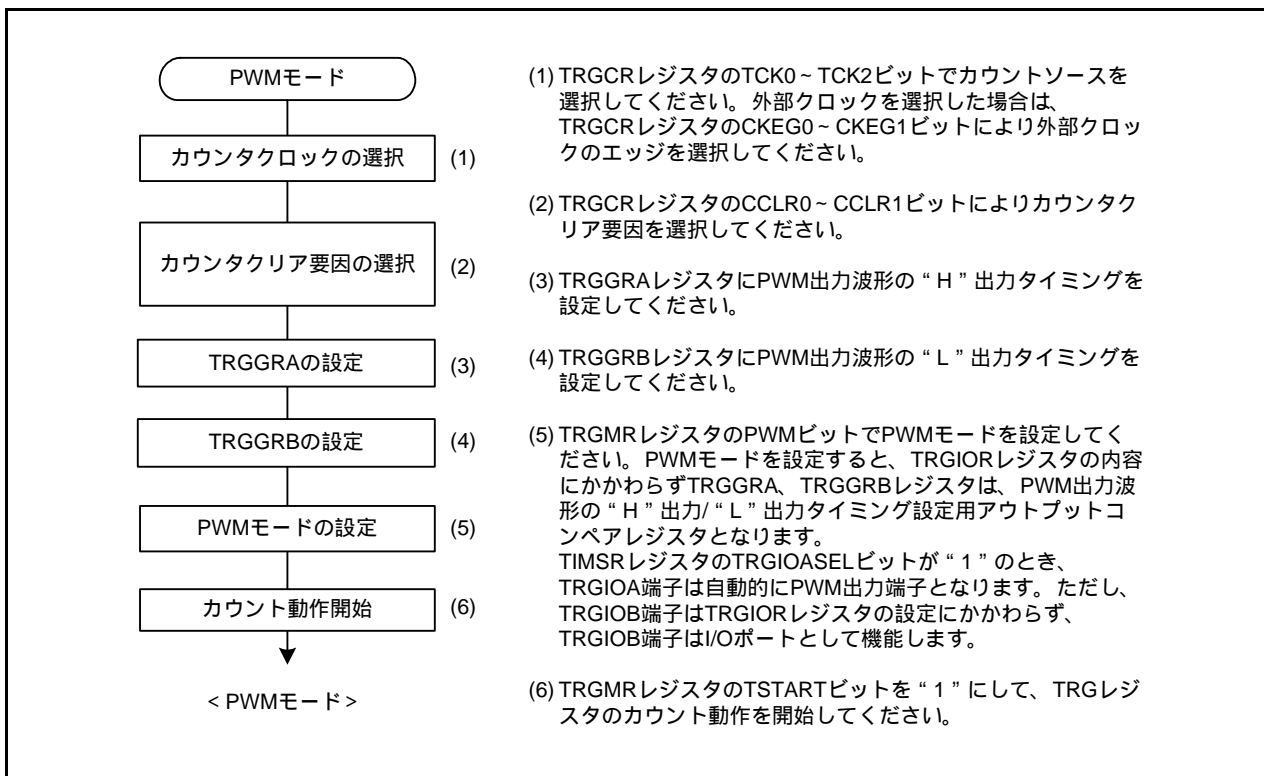 PWMモード
カウンタクロックの選択 (1)
カウンタクリア要因の選択 (2)
TRGGRAの設定 (3)
TRGGRBの設定 (4)
PWMモードの設定 (5)
カウント動作開始 (6)
< PWMモード >
(1) TRGCRレジスタのTCK0~TCK2ビットでカウントソースを
選択してください。外部クロックを選択した場合は、
TRGCRレジスタのCKEG0~CKEG1ビットにより外部クロッ
クのエッジを選択してください。
(2) TRGCRレジスタのCCLR0~CCLR1ビットによりカウンタク
リア要因を選択してください。
(3) TRGGRAレジスタにPWM出力波形の“H”出力タイミングを
設定してください。
(4) TRGGRBレジスタにPWM出力波形の“L”出力タイミングを
設定してください。
(5) TRGMRレジスタのPWMビットでPWMモードを設定してく
ださい。PWMモードを設定すると、TRGIORレジスタの内容
にかかわらずTRGGRA、TRGGRBレジスタは、PWM出力波
形の“H”出力/“L”出力タイミング設定用アウトプットコ
ンペアレジスタとなります。
TIMSRレジスタのTRGIOASELビットが“1”のとき、
TRGIOA端子は自動的にPWM出力端子となります。ただし、
TRGIOB端子はTRGIORレジスタの設定にかかわらず、
TRGIOB端子はI/Oポートとして機能します。
(6) TRGMRレジスタのTSTARTビットを“1”にして、TRGレジ
スタのカウント動作を開始してください。